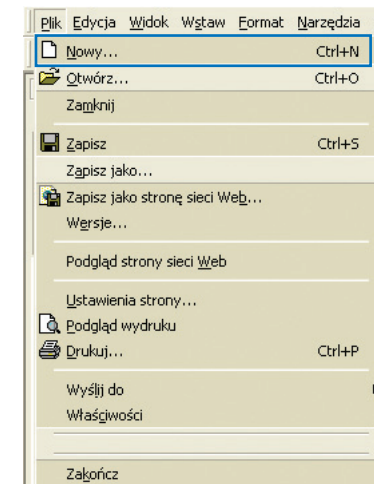 Plik Edycja Widok Wstaw Format Narzędzia
Nowy... Ctrl+N
Otwórz... Ctrl+O
Zamknij
Zapisz Ctrl+S
Zapisz jako...
Zapisz jako stronę sieci Web...
Wersje...
Podgląd strony sieci Web
Ustawienia strony...
Podgląd wydruku
Drukuj... Ctrl+P
Wyślij do
Właściwości
Zakończ